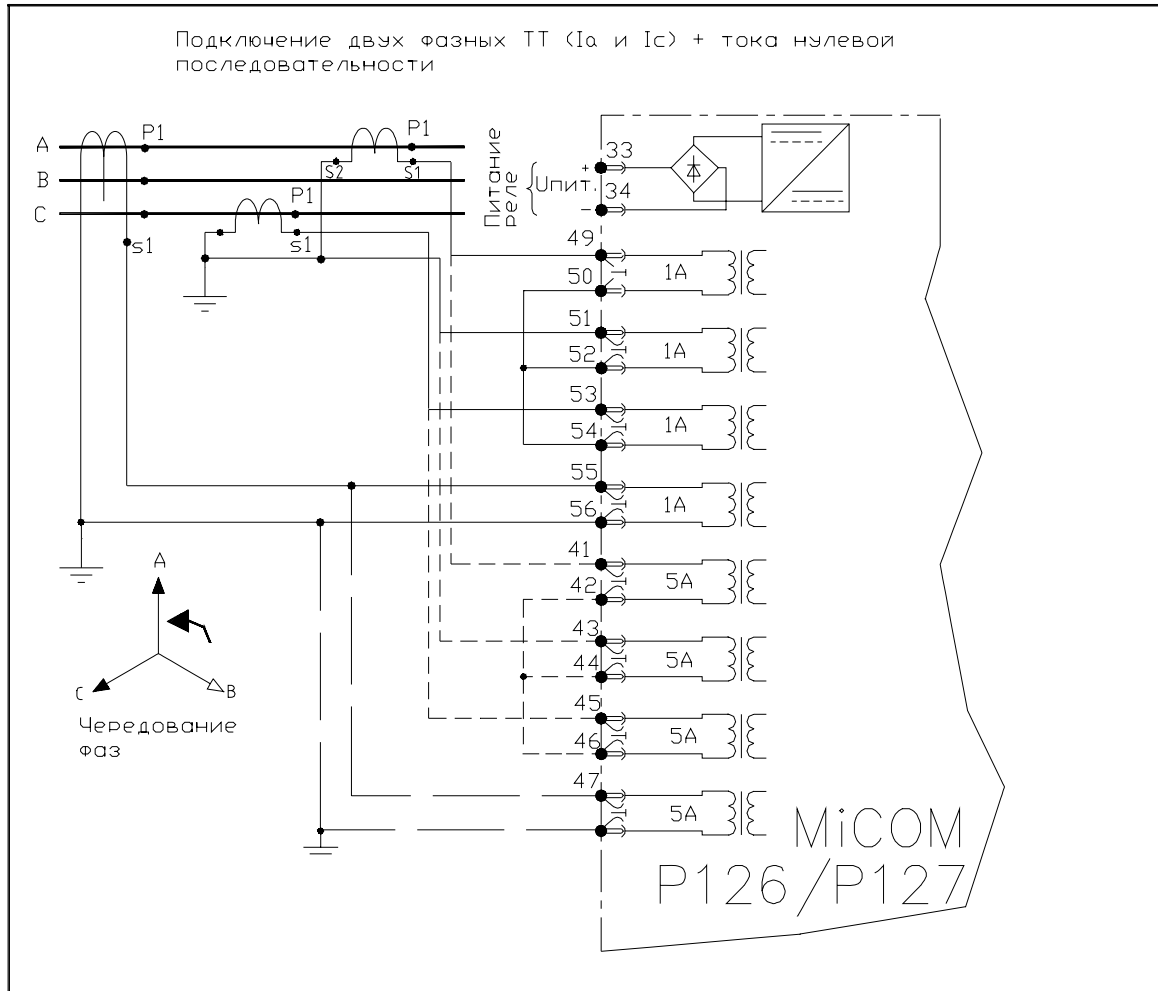 Подключение двух фазных ТТ (Ia и Ic) + тока нулевой
последовательности
A
B
C
P1
P1
P1
S2
S1
s1
s1
Питание
реле
Uпит.
+
-
33
34
49
50
51
52
53
54
55
56
41
42
43
44
45
46
47
1A
1A
1A
1A
5A
5A
5A
5A
A
C
B
Чередование
фаз
MiCOM
P126/P127